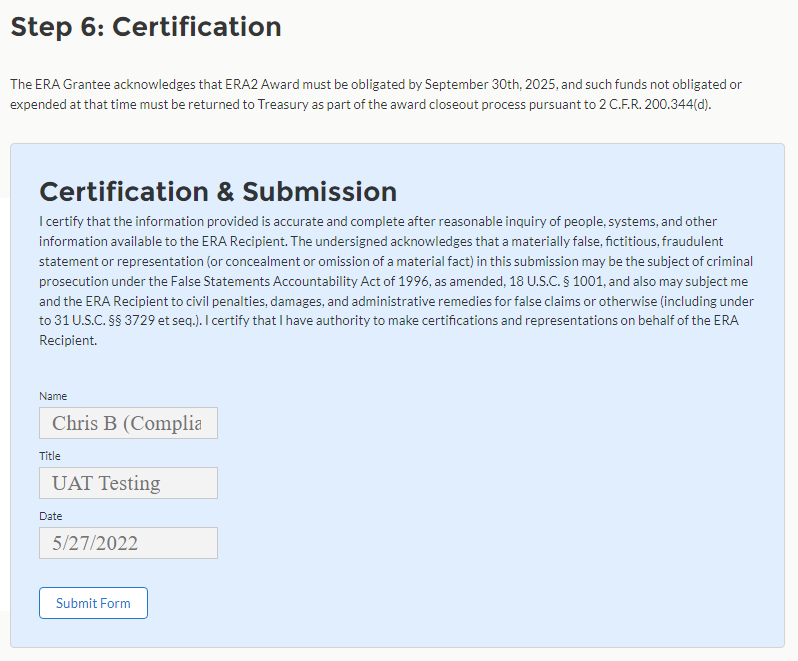 Step 6: Certification
The ERA Grantee acknowledges that ERA2 Award must be obligated by September 30th, 2025, and such funds not obligated or
expended at that time must be returned to Treasury as part of the award closeout process pursuant to 2 C.F.R. 200.344(d).
Certification & Submission
I certify that the information provided is accurate and complete after reasonable inquiry of people, systems, and other
information available to the ERA Recipient. The undersigned acknowledges that a materially false, fictitious, fraudulent
statement or representation (or concealment or omission of a material fact) in this submission may be the subject of criminal
prosecution under the False Statements Accountability Act of 1996, as amended, 18 U.S.C. § 1001, and also may subject me
and the ERA Recipient to civil penalties, damages, and administrative remedies for false claims or otherwise (including under
to 31 U.S.C. §§ 3729 et seq.). I certify that I have authority to make certifications and representations on behalf of the ERA
Recipient.
Name
Chris B (Complia
Title
UAT Testing
Date
5/27/2022
Submit Form